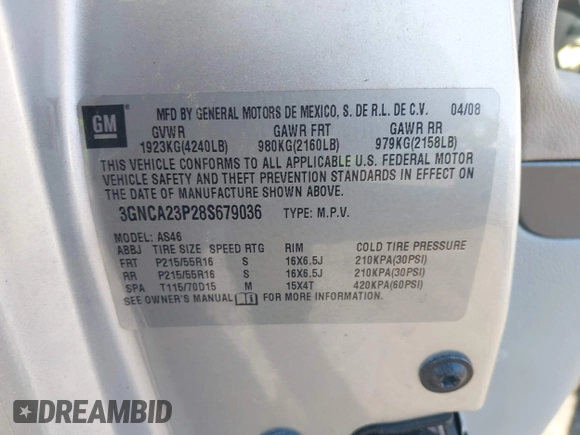 GM
MFD BY GENERAL MOTORS DE MEXICO, S. DE R.L. DE C.V. 04/08
GVWR GAWR FRT GAWR RR
1923KG(4240LB) 980KG(2160LB) 979KG(2158LB)
THIS VEHICLE CONFORMS TO ALL APPLICABLE U.S. FEDERAL MOTOR
VEHICLE SAFETY AND THEFT PREVENTION STANDARDS IN EFFECT ON
THE DATE OF MANUFACTURE SHOWN ABOVE.
3GNCA23P28S679036 TYPE: M.P.V.
MODEL: AS46
ABBJ TIRE SIZE SPEED RTG RIM COLD TIRE PRESSURE
FRT P215/55R16 S 16X6.5J 210KPA(30PSI)
RR P215/55R16 S 16X6.5J 210KPA(30PSI)
SPA T115/70D15 M 15X4T 420KPA(60PSI)
SEE OWNER'S MANUAL FOR MORE INFORMATION.
DREAMBID